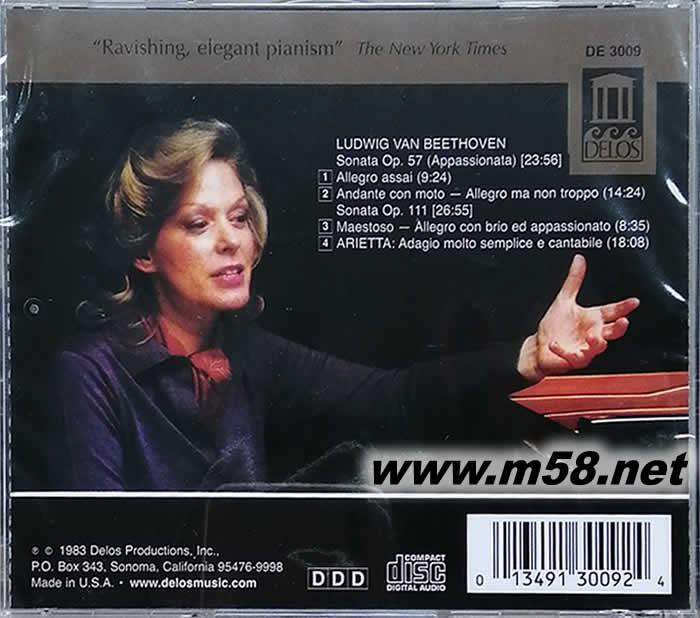 “Ravishing, elegant pianism” The New York Times
DE 3009
DELOS
LUDWIG VAN BEETHOVEN
Sonata Op. 57 (Appassionata) [23:56]
1 Allegro assai (9:24)
2 Andante con moto — Allegro ma non troppo (14:24)
Sonata Op. 111 [26:55]
3 Maestoso — Allegro con brio ed appassionato (8:35)
4 ARIETTA: Adagio molto semplice e cantabile (18:08)
www.m58.net
℗ © 1983 Delos Productions, Inc.,
P.O. Box 343, Sonoma, California 95476-9998
Made in U.S.A. • www.delosmusic.com
DDD
COMPACT
disc
DIGITAL AUDIO
0 13491 30092 4